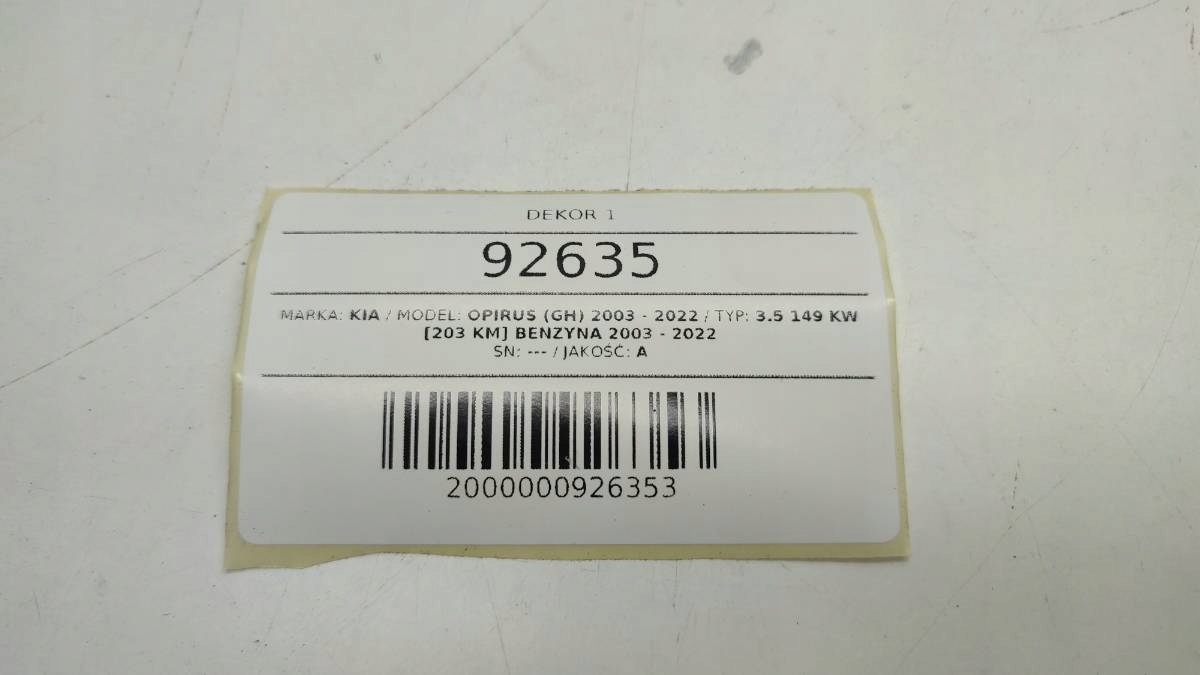 DEKOR 1
92635
MARKA: KIA / MODEL: OPIRUS (GH) 2003 - 2022 / TYP: 3.5 149 KW
[203 KM] BENZYNA 2003 - 2022
SN: --- / JAKOŚĆ: A
2000000926353